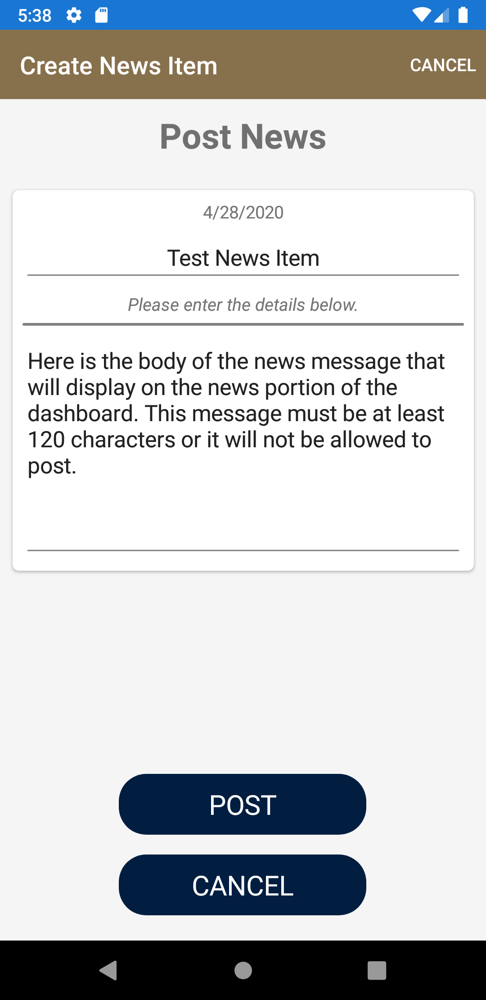 5:38
Create News Item
CANCEL
Post News
4/28/2020
Test News Item
Please enter the details below.
Here is the body of the news message that
will display on the news portion of the
dashboard. This message must be at least
120 characters or it will not be allowed to
post.
POST
CANCEL